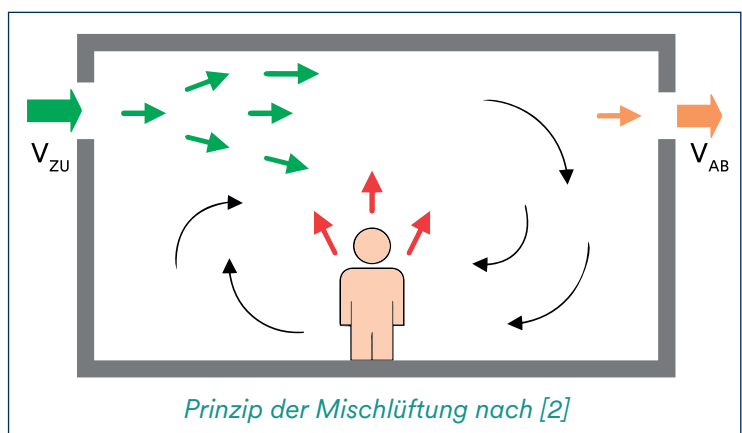 V_ZU
V_AB
Prinzip der Mischlüftung nach [2]